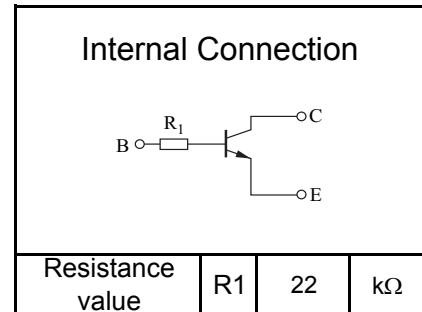 Internal Connection
C
R1
B
E
Resistance value R1 22 kΩ